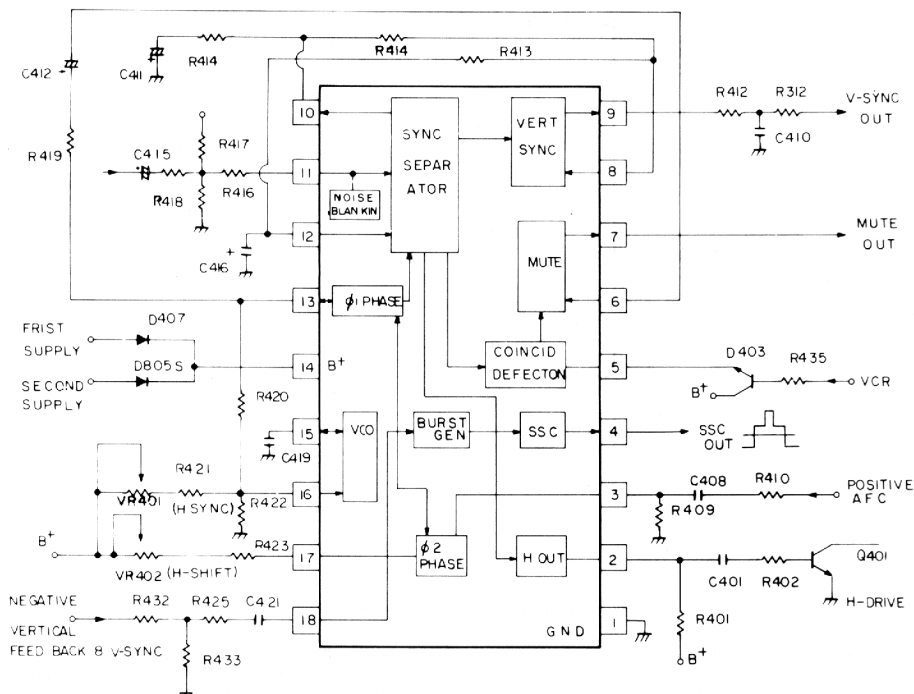 C412
C411
R414
R414
R413
R419
C415
R417
R418
R416
C416
10
11
12
13
14
15
16
17
18
SYNC
SEPAR
ATOR
VERT
SYNC
NOISE
BLANKIN
MUTE
ϕ1 PHASE
B+
COINCID
DEFECTON
VCO
BURST
GEN
SSC
ϕ2
PHASE
H OUT
GND
9
8
7
6
5
4
3
2
1
R412
R312
C410
V-SYNC
OUT
MUTE
OUT
D403
R435
B+
VCR
SSC
OUT
C408
R410
R409
POSITIVE
AFC
C401
R402
Q401
H-DRIVE
R401
B+
FRIST
SUPPLY
D407
D805S
SECOND
SUPPLY
R420
C419
R421
VR401
(H SYNC)
R422
B+
R423
VR402 (H-SHIFT)
NEGATIVE
R432
R425
C421
VERTICAL
FEED BACK & V-SYNC
R433